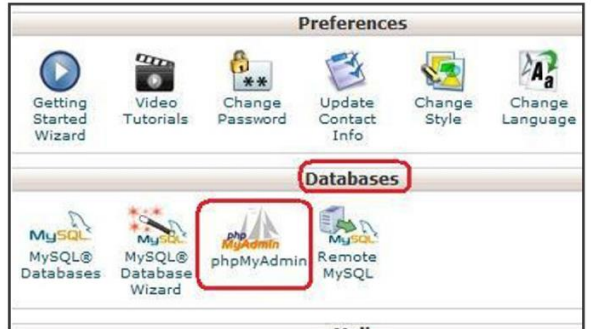 Preferences
Getting Started Wizard
Video Tutorials
**
Change Password
Update Contact Info
Change Style
A a
Change Language
Databases
MySQL
MySQL® Databases
MySQL
MySQL® Database Wizard
php MyAdmin
phpMyAdmin
MySQL
Remote MySQL